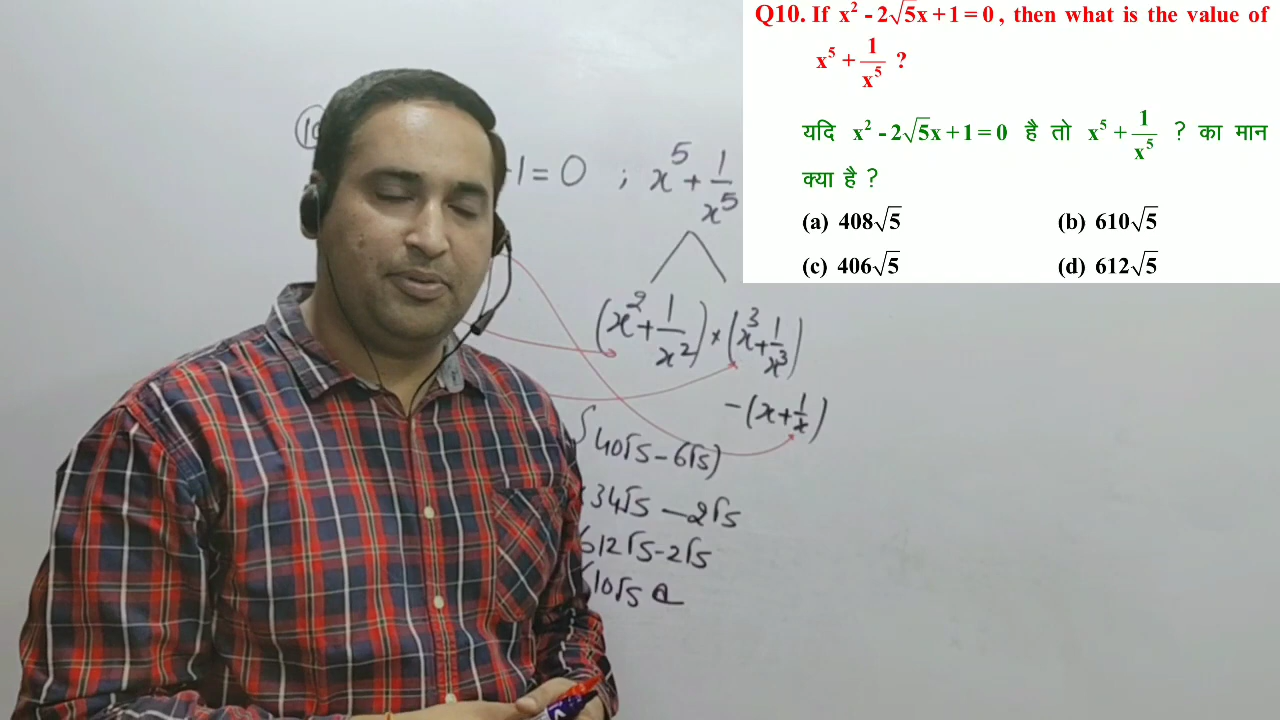 Q10. If x² - 2√5x + 1 = 0, then what is the value of
x⁵ + 1/x⁵ ?
यदि x² - 2√5x + 1 = 0 है तो x⁵ + 1/x⁵ ? का मान
क्या है ?
(a) 408√5 (b) 610√5
(c) 406√5 (d) 612√5
1 = 0 ; x⁵ + 1/x⁵
(x² + 1/x²) × (x³ + 1/x³)
- (x + 1/x)
40√5 - 6√5)
34√5 - 2√5
612√5 - 2√5
610√5